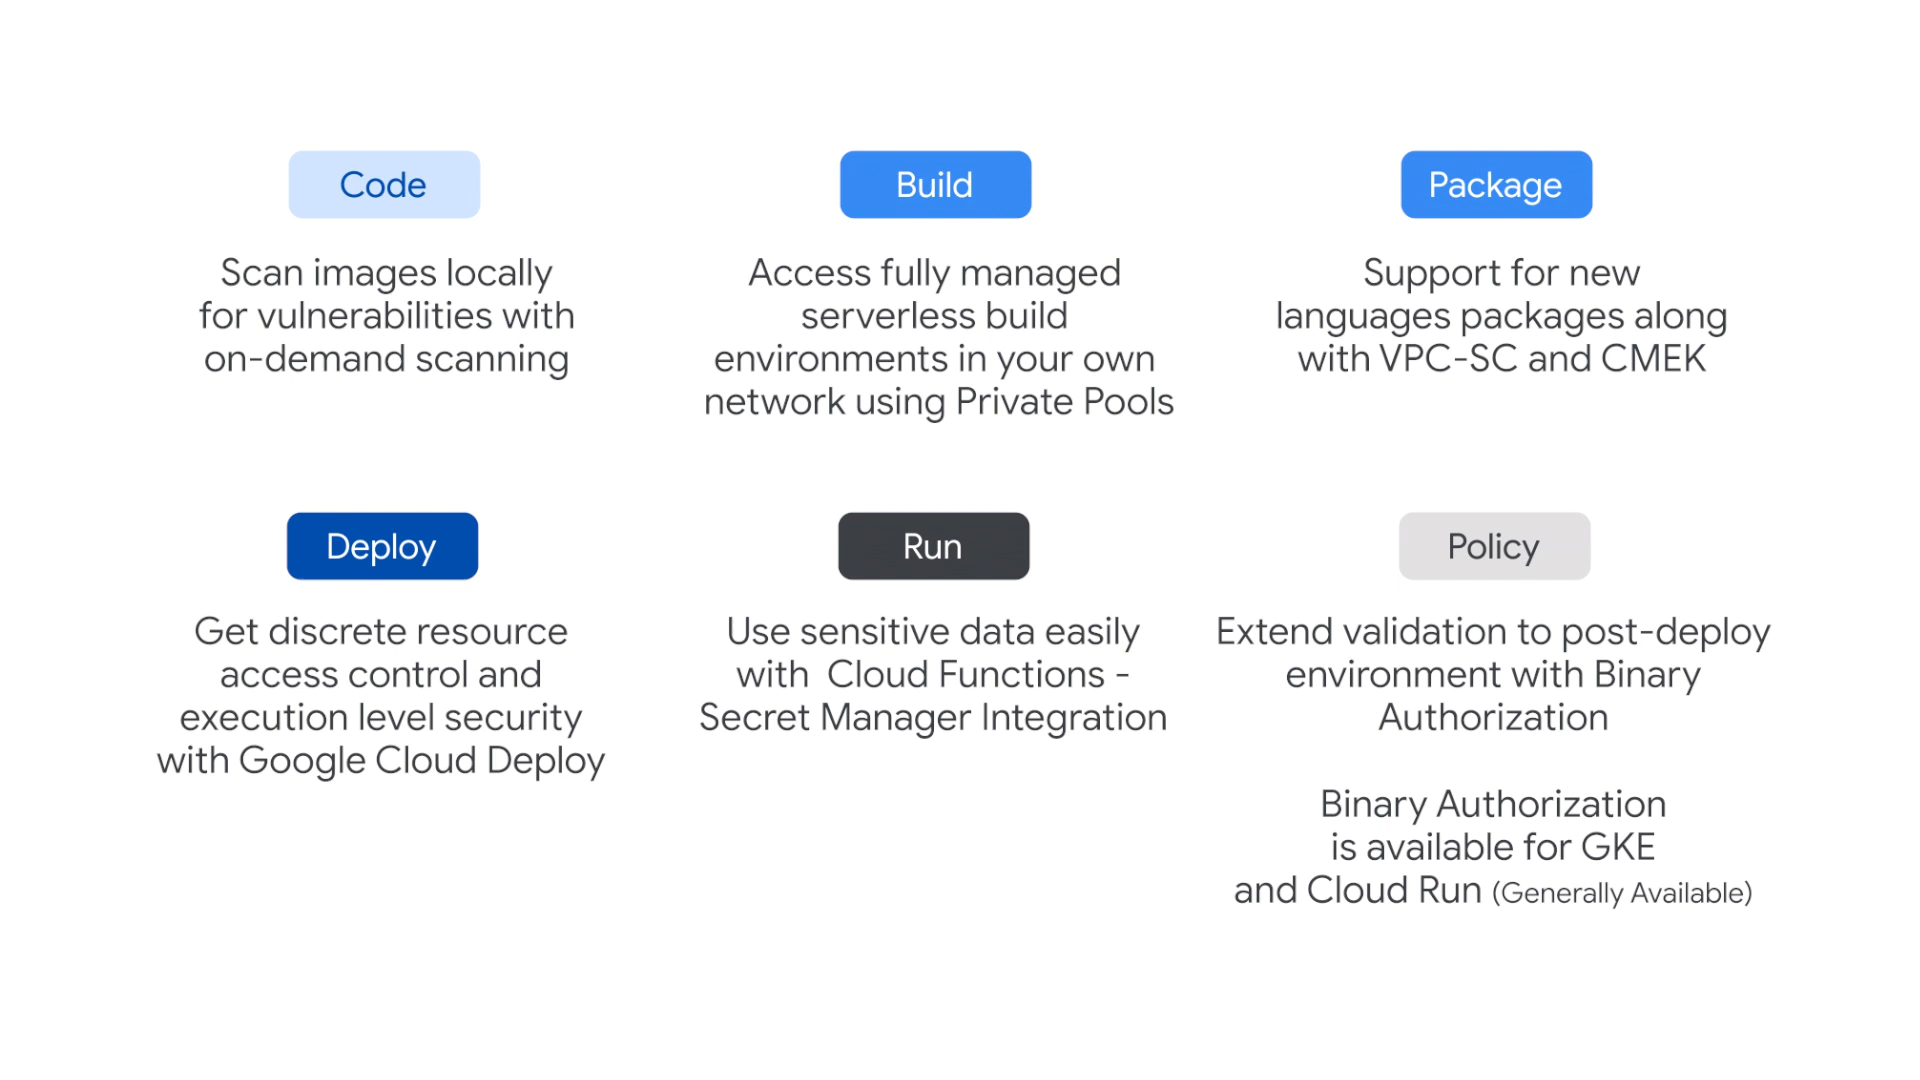 Code
Scan images locally
for vulnerabilities with
on-demand scanning
Build
Access fully managed
serverless build
environments in your own
network using Private Pools
Package
Support for new
languages packages along
with VPC-SC and CMEK
Deploy
Get discrete resource
access control and
execution level security
with Google Cloud Deploy
Run
Use sensitive data easily
with Cloud Functions -
Secret Manager Integration
Policy
Extend validation to post-deploy
environment with Binary
Authorization
Binary Authorization
is available for GKE
and Cloud Run (Generally Available)